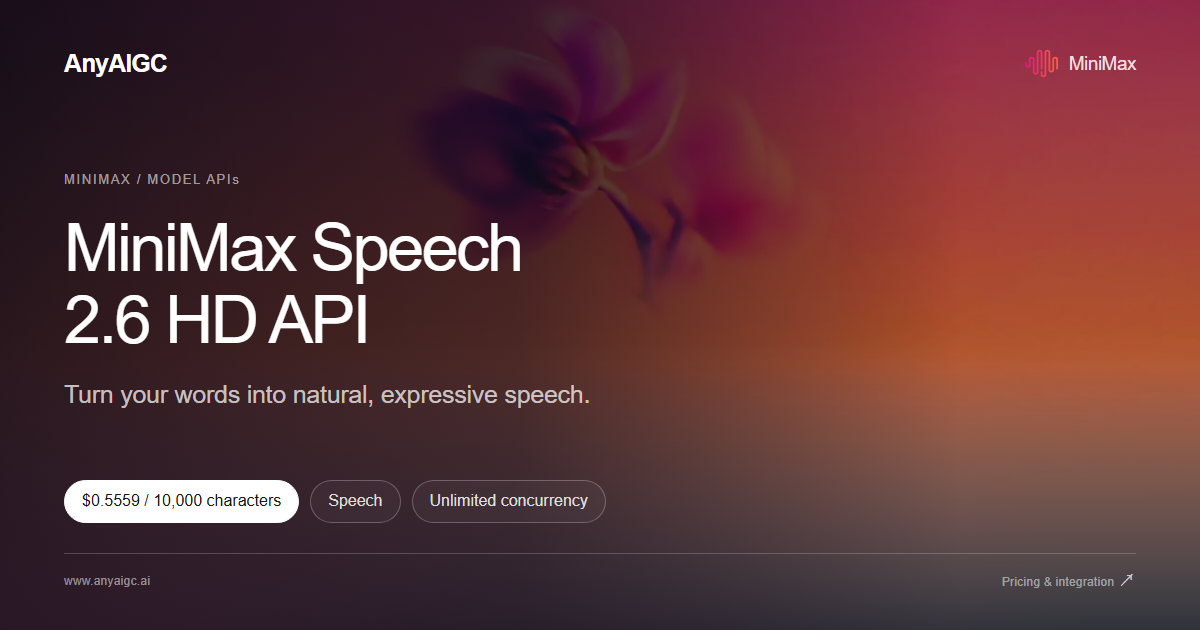 AnyAIGC
MiniMax
MINIMAX / MODEL APIs
MiniMax Speech
2.6 HD API
Turn your words into natural, expressive speech.
$0.5559 / 10,000 characters
Speech
Unlimited concurrency
www.anyaigc.ai
Pricing & integration ↗